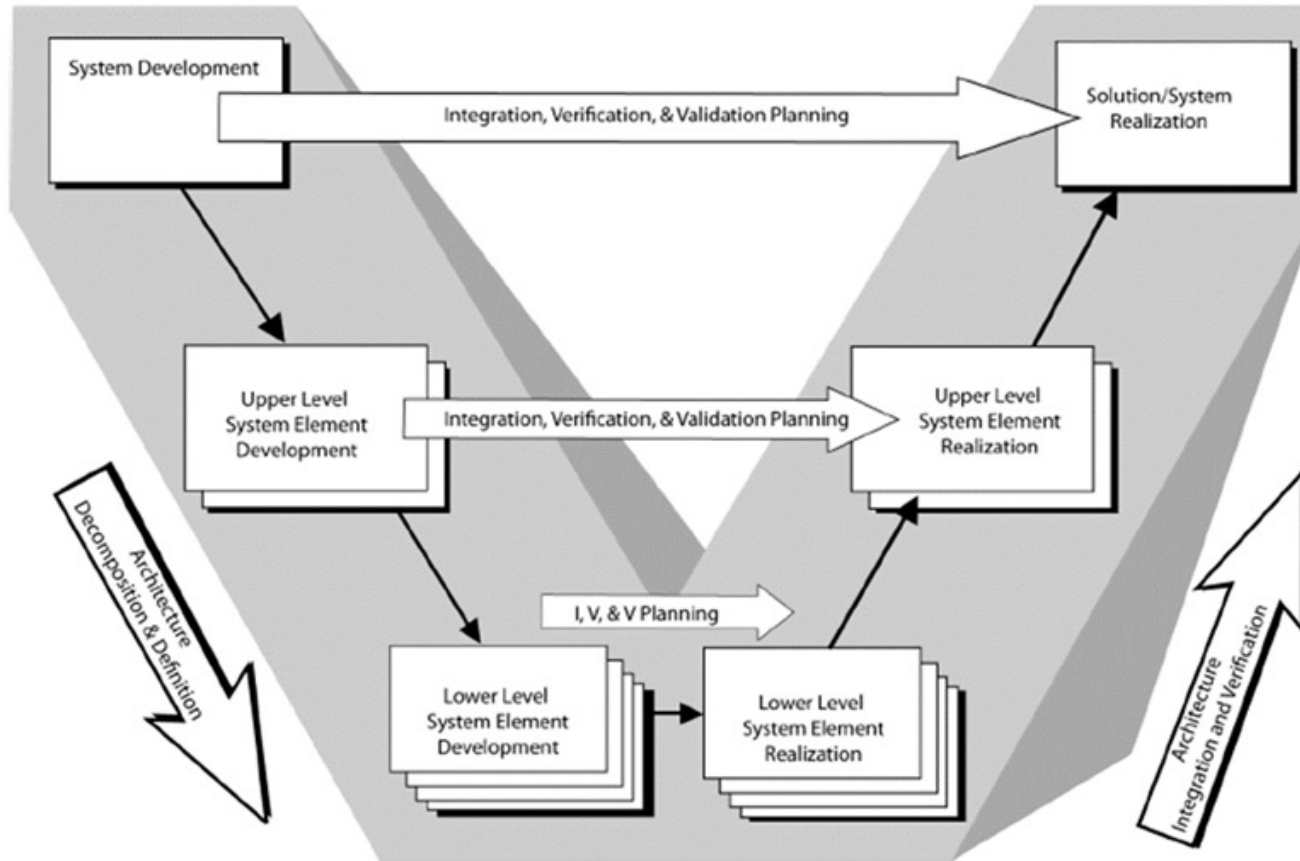 System Development
Integration, Verification, & Validation Planning
Solution/System
Realization
Upper Level
System Element
Development
Integration, Verification, & Validation Planning
Upper Level
System Element
Realization
Architecture
Decomposition & Definition
I, V, & V Planning
Lower Level
System Element
Development
Lower Level
System Element
Realization
Architecture
Integration and Verification